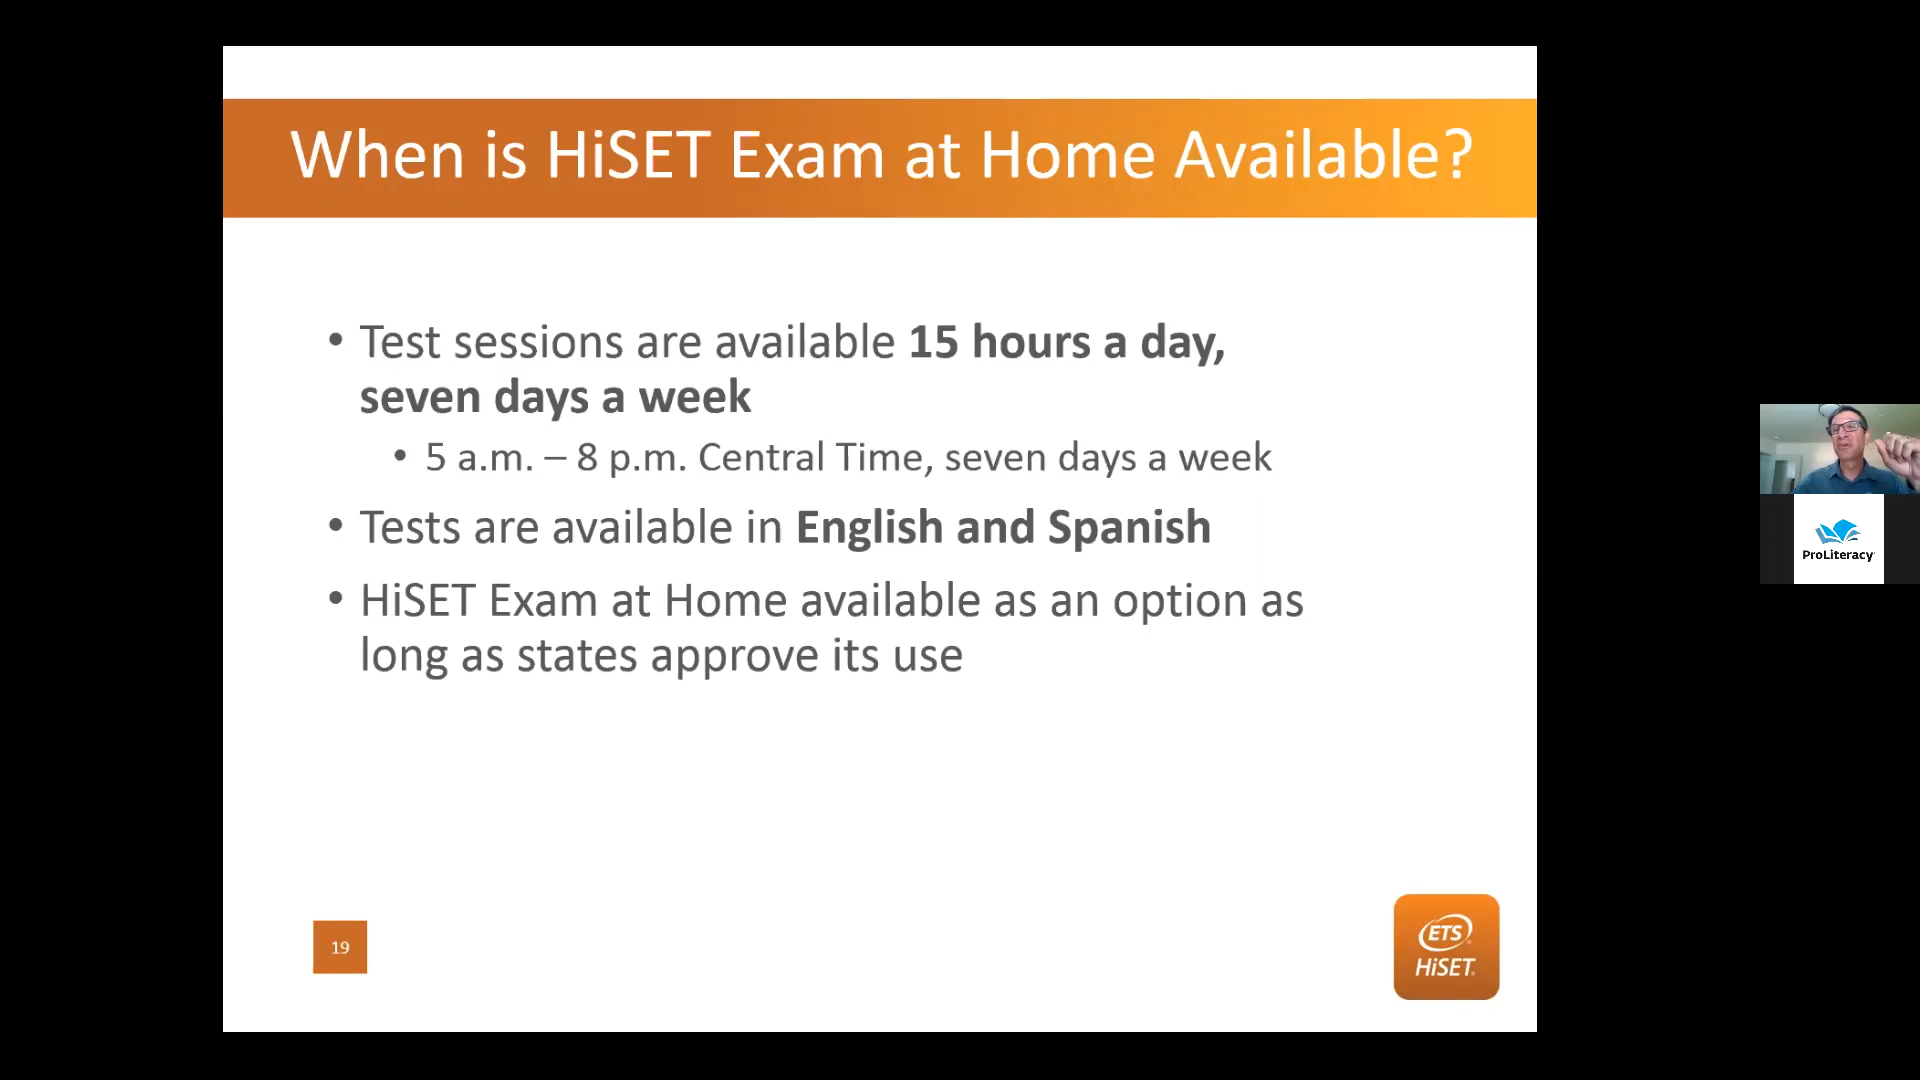 When is HiSET Exam at Home Available?
• Test sessions are available 15 hours a day,
seven days a week
• 5 a.m. – 8 p.m. Central Time, seven days a week
• Tests are available in English and Spanish
• HiSET Exam at Home available as an option as
long as states approve its use
19
ETS
HiSET.
ProLiteracy